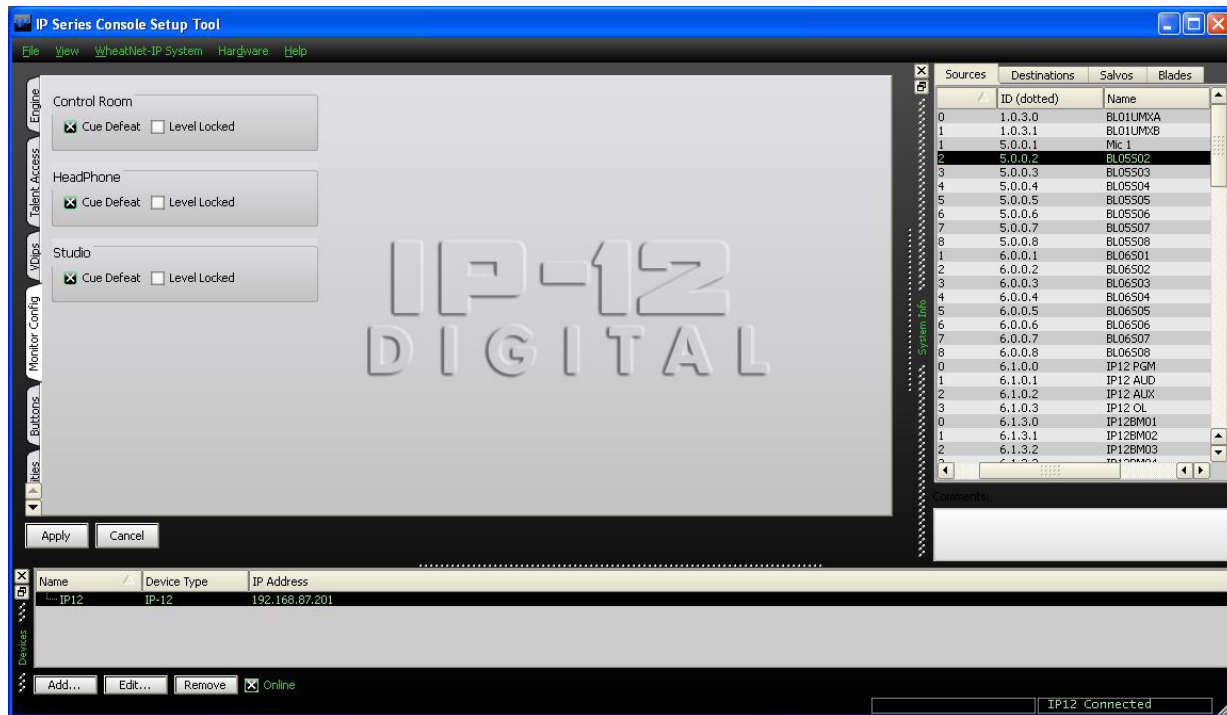 IP Series Console Setup Tool
File View WheatNet-IP System Hardware Help
Engine
Talent Access
VDips
Monitor Config
Buttons
ities
Control Room
Cue Defeat Level Locked
HeadPhone
Cue Defeat Level Locked
Studio
Cue Defeat Level Locked
IP-12
DIGITAL
Apply Cancel
System Info
Sources Destinations Salvos Blades
ID (dotted) Name
0 1.0.3.0 BL01UMXA
1 1.0.3.1 BL01UMXB
1 5.0.0.1 Mic 1
2 5.0.0.2 BL05S02
3 5.0.0.3 BL05S03
4 5.0.0.4 BL05S04
5 5.0.0.5 BL05S05
6 5.0.0.6 BL05S06
7 5.0.0.7 BL05S07
8 5.0.0.8 BL05S08
1 6.0.0.1 BL06S01
2 6.0.0.2 BL06S02
3 6.0.0.3 BL06S03
4 6.0.0.4 BL06S04
5 6.0.0.5 BL06S05
6 6.0.0.6 BL06S06
7 6.0.0.7 BL06S07
8 6.0.0.8 BL06S08
0 6.1.0.0 IP12 PGM
1 6.1.0.1 IP12 AUD
2 6.1.0.2 IP12 AUX
3 6.1.0.3 IP12 OL
0 6.1.3.0 IP12BM01
1 6.1.3.1 IP12BM02
2 6.1.3.2 IP12BM03
Comments:
Devices
Name Device Type IP Address
IP12 IP-12 192.168.87.201
Add... Edit... Remove Online
IP12 Connected